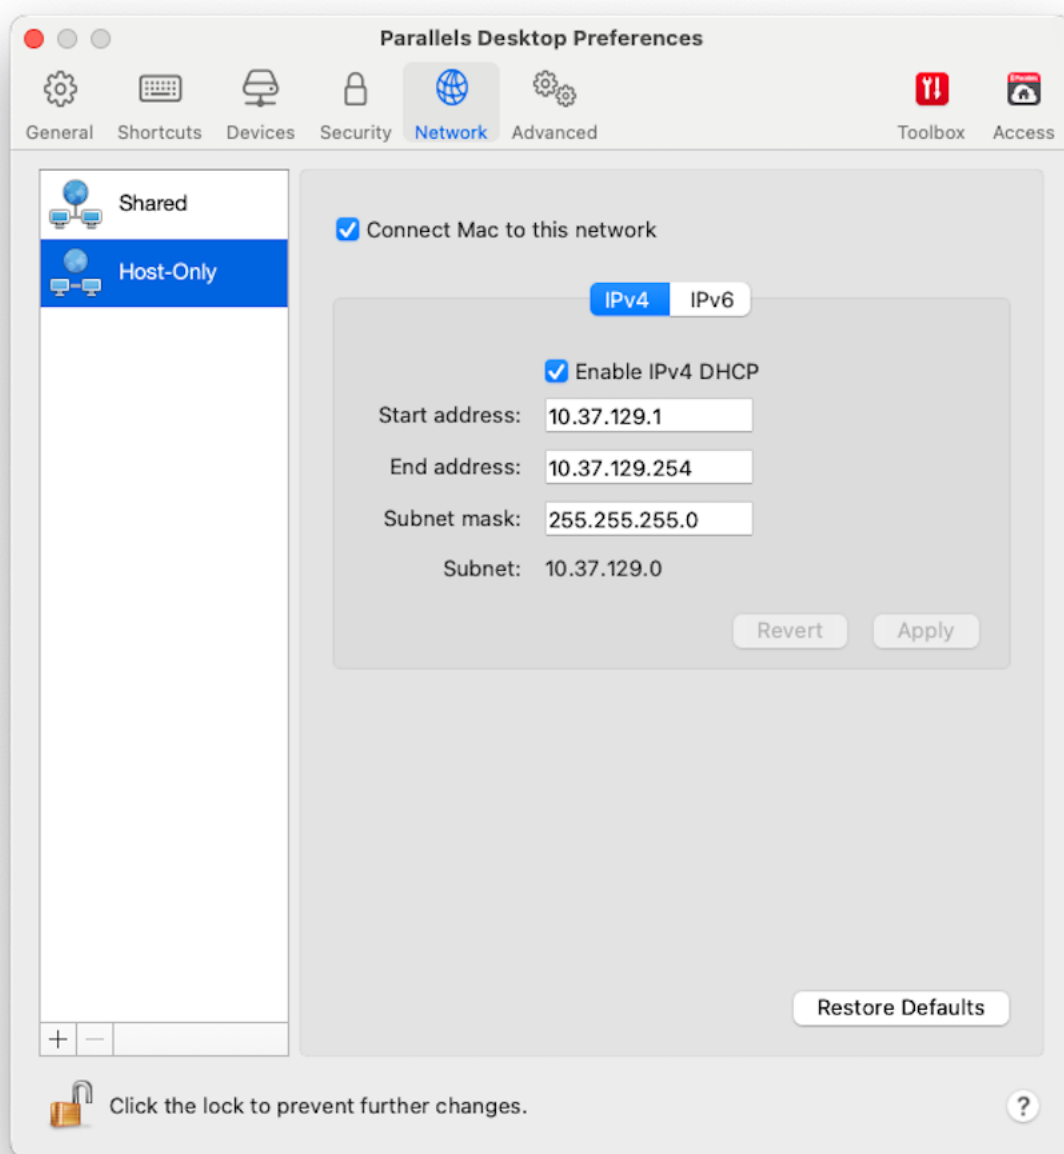 Parallels Desktop Preferences
General Shortcuts Devices Security Network Advanced Toolbox Access
Shared
Host-Only
Connect Mac to this network
IPv4 IPv6
Enable IPv4 DHCP
Start address: 10.37.129.1
End address: 10.37.129.254
Subnet mask: 255.255.255.0
Subnet: 10.37.129.0
Revert Apply
Restore Defaults
Click the lock to prevent further changes. ?